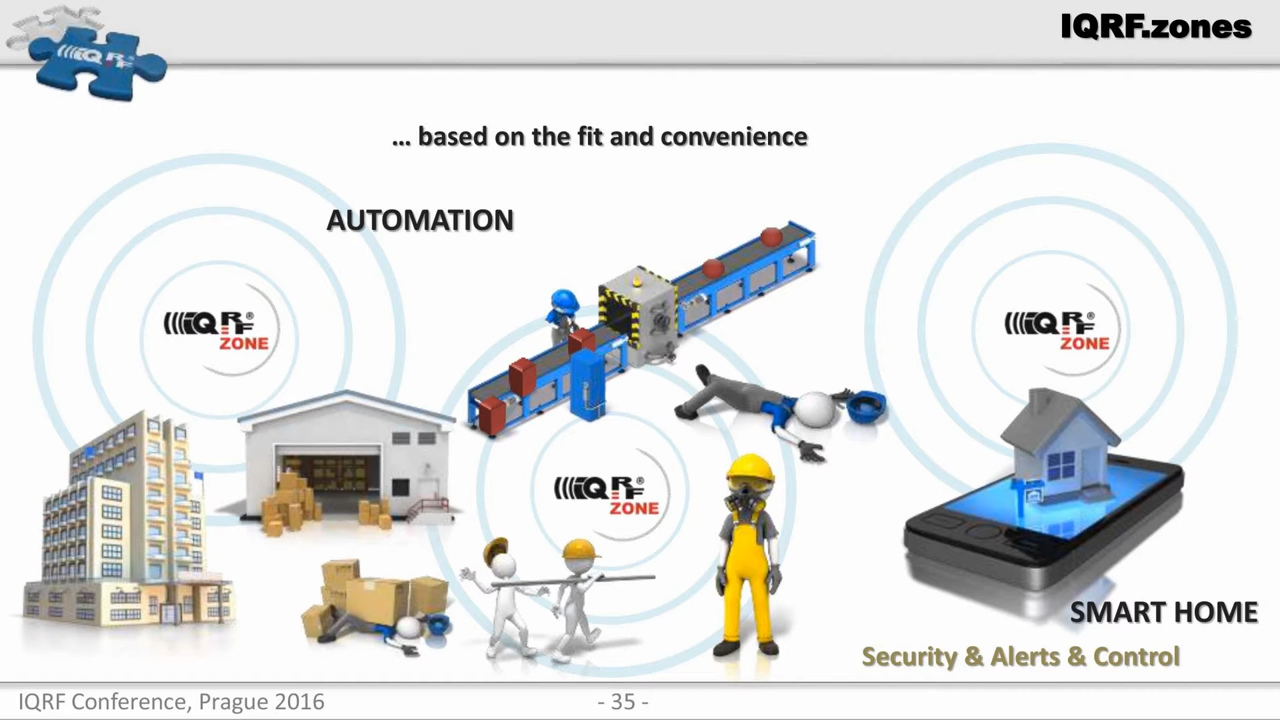 IQRF
IQRF.zones
… based on the fit and convenience
AUTOMATION
IQRF®
ZONE
IQRF®
ZONE
IQRF®
ZONE
SMART HOME
Security & Alerts & Control
IQRF Conference, Prague 2016
- 35 -